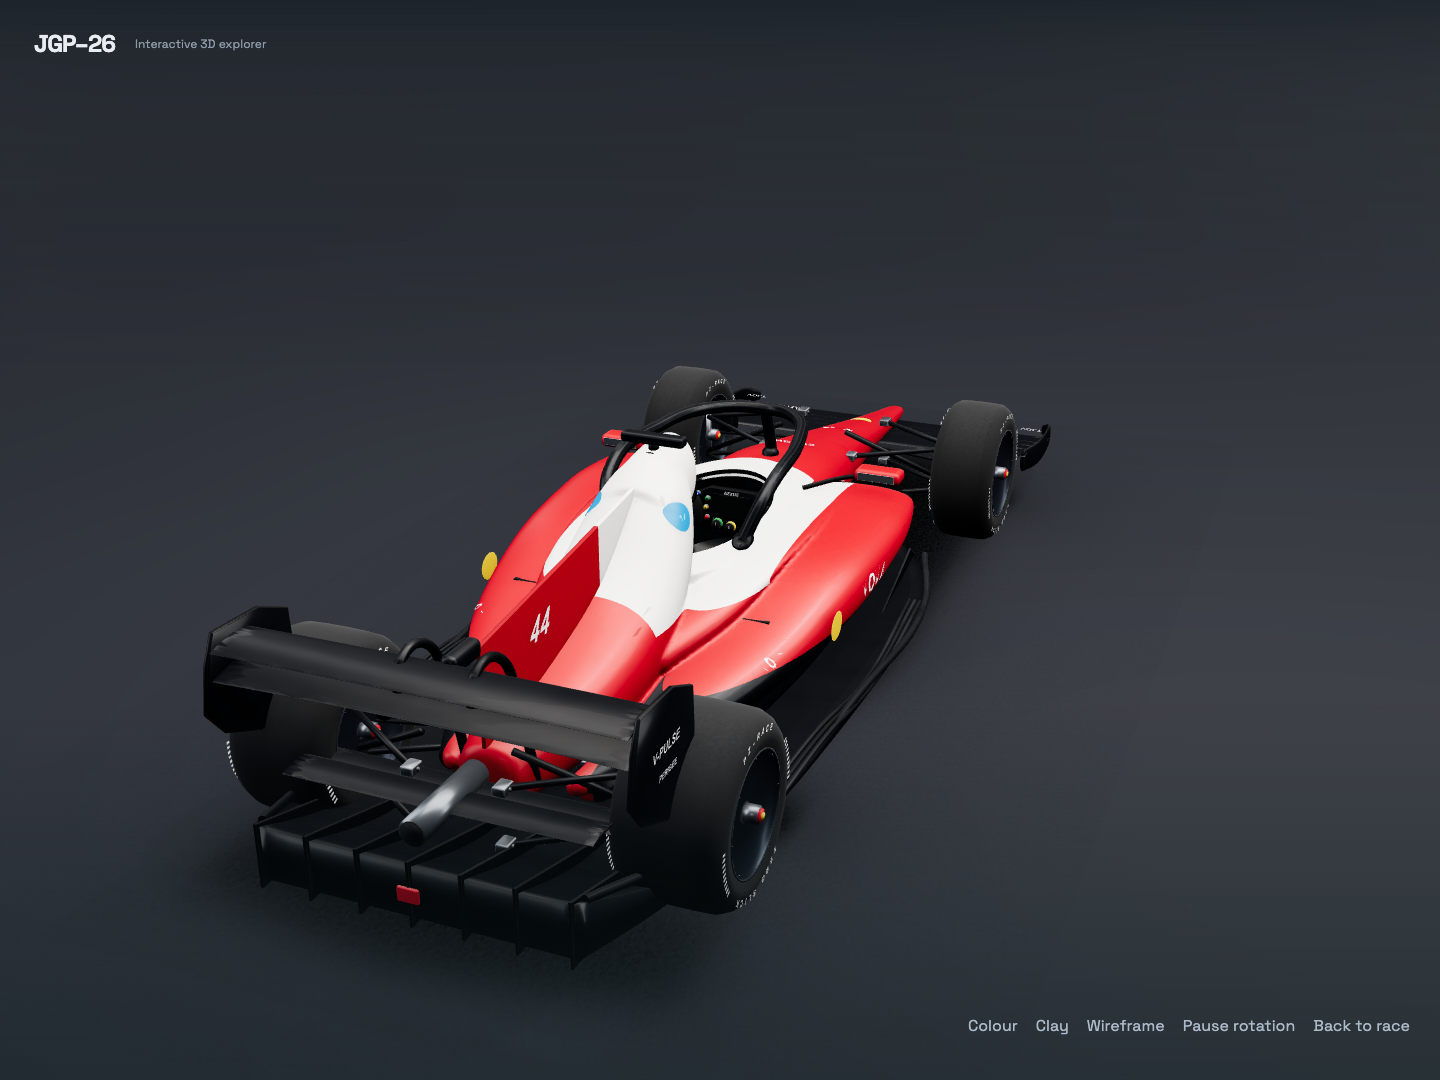 JGP–26
Interactive 3D explorer
44
V-PULSE
Colour
Clay
Wireframe
Pause rotation
Back to race